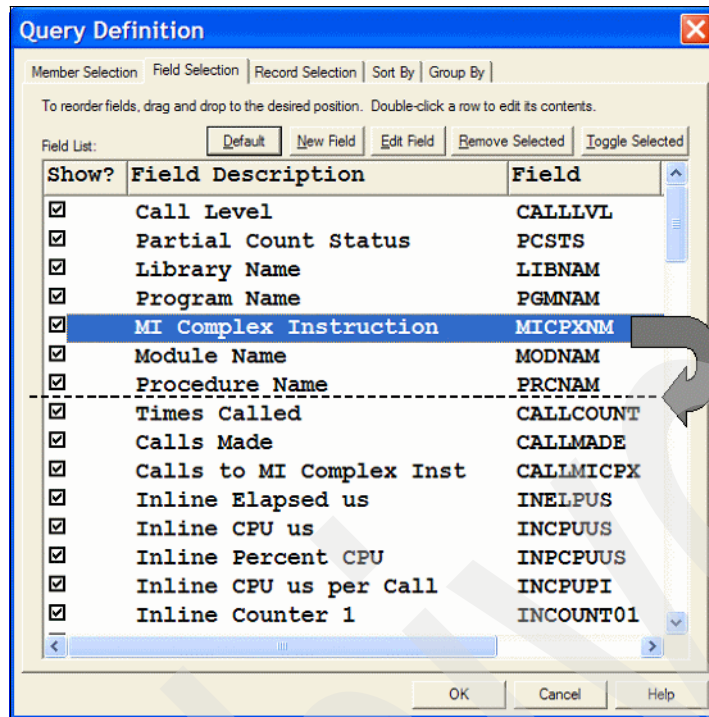 Query Definition
Member Selection Field Selection Record Selection Sort By Group By
To reorder fields, drag and drop to the desired position. Double-click a row to edit its contents.
Field List: Default New Field Edit Field Remove Selected Toggle Selected
Show? Field Description Field
Call Level CALLLVL
Partial Count Status PCSTS
Library Name LIBNAM
Program Name PGMNAM
MI Complex Instruction MICPXNM
Module Name MODNAM
Procedure Name PRCNAM
Times Called CALLCOUNT
Calls Made CALLMADE
Calls to MI Complex Inst CALLMICPX
Inline Elapsed us INELPUS
Inline CPU us INCPUUS
Inline Percent CPU INPCPUUS
Inline CPU us per Call INCPUPI
Inline Counter 1 INCOUNT01
OK Cancel Help